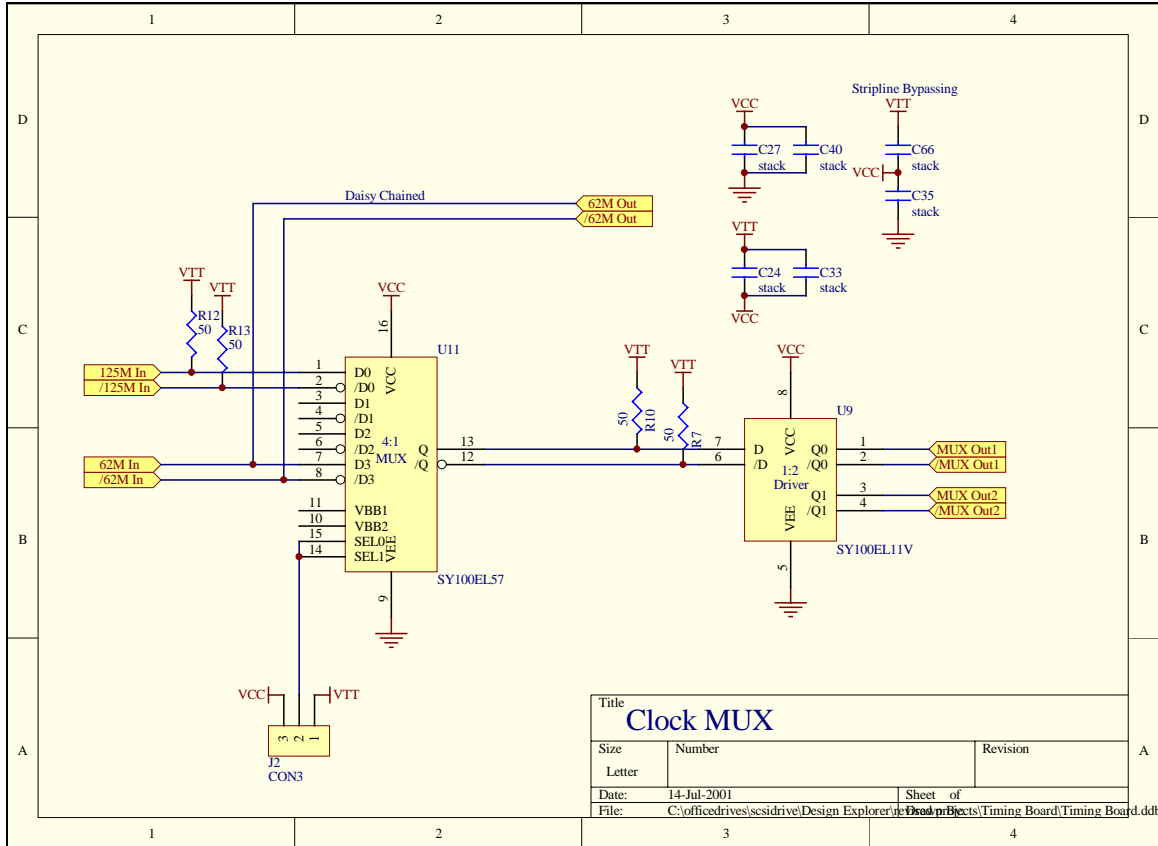 1 2 3 4
D D
C C
B B
A A
Stripline Bypassing
VCC
C27
stack
C40
stack
VTT
C66
stack
VCC
C35
stack
Daisy Chained
62M Out
/62M Out
VTT
C24
stack
C33
stack
VCC
VTT
R12
50
VTT
R13
50
125M In
/125M In
62M In
/62M In
VCC
16
U11
1 D0
2 /D0
3 D1
4 /D1
5 D2
6 /D2
7 D3
8 /D3
11 VBB1
10 VBB2
15 SEL0
14 SEL1
VCC
4:1
MUX
Q 13
/Q 12
VEE
9
SY100EL57
VTT
50
R10
VTT
50
R7
VCC
8
U9
7 D
6 /D
VCC
1:2
Driver
VEE
Q0 1
/Q0 2
Q1 3
/Q1 4
5
SY100EL11V
MUX Out1
/MUX Out1
MUX Out2
/MUX Out2
VCC
VTT
3 2 1
J2
CON3
Title
Clock MUX
Size
Letter
Number
Revision
Date: 14-Jul-2001
Sheet of
File: C:\officedrives\scsidrive\Design Explorer\
Drawn By:
\Timing Board\Timing Board.ddb
1 2 3 4